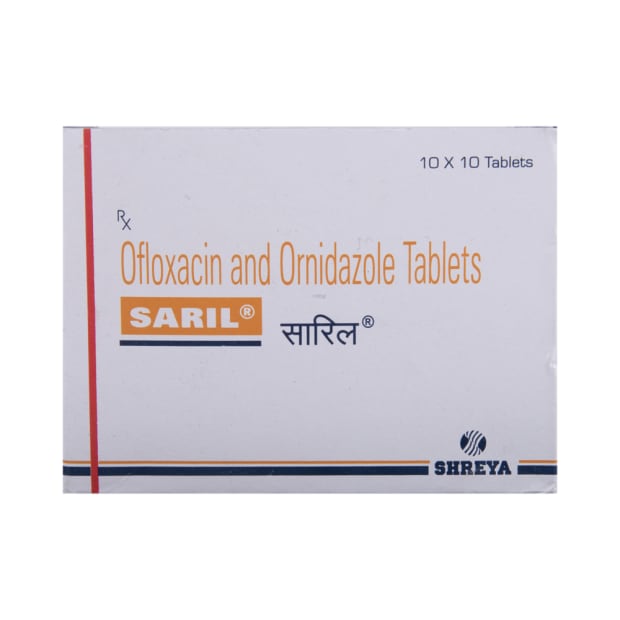 10 X 10 Tablets
Rx
Ofloxacin and Ornidazole Tablets
SARIL® सारिल®
SHREYA